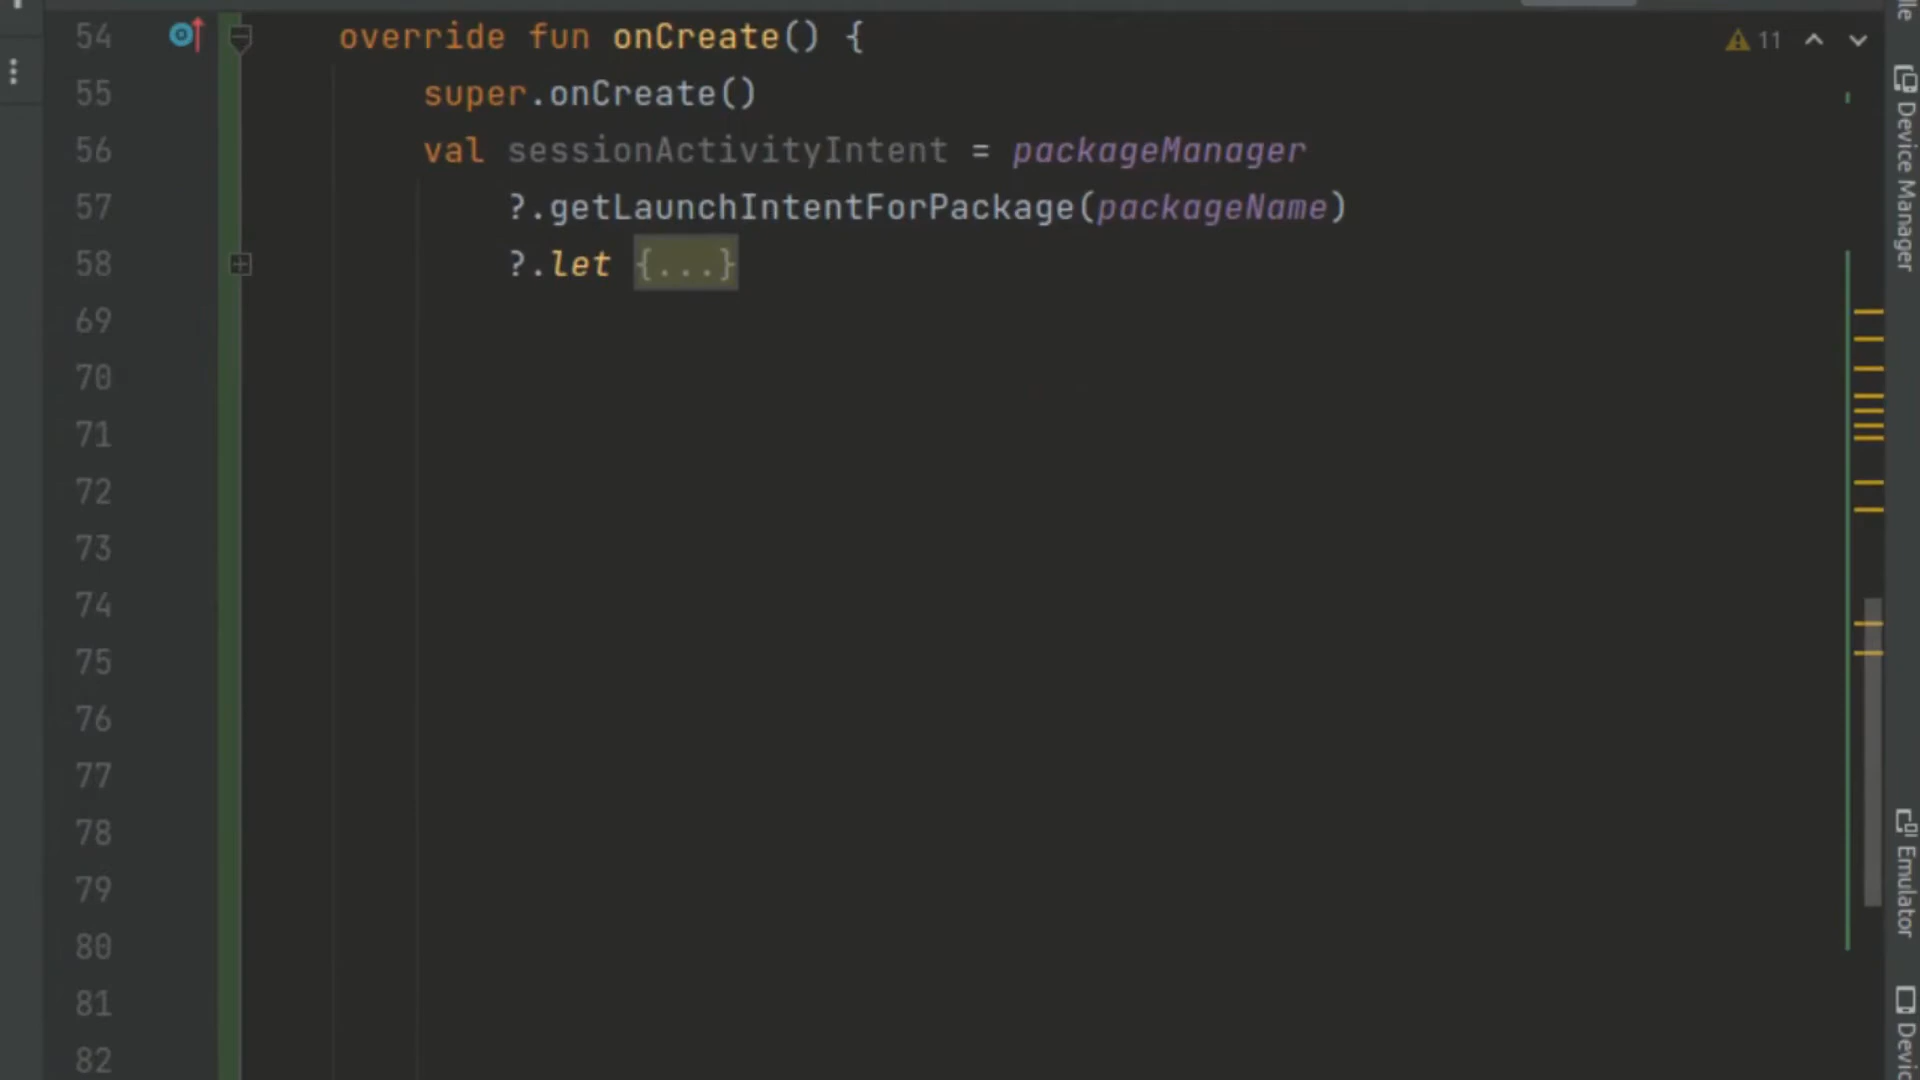 54 override fun onCreate() {
11
55 super.onCreate()
56 val sessionActivityIntent = packageManager
57 ?.getLaunchIntentForPackage(packageName)
58 ?.let {...}
69
70
71
72
73
74
75
76
77
78
79
80
81
82
Device Manager
Emulator